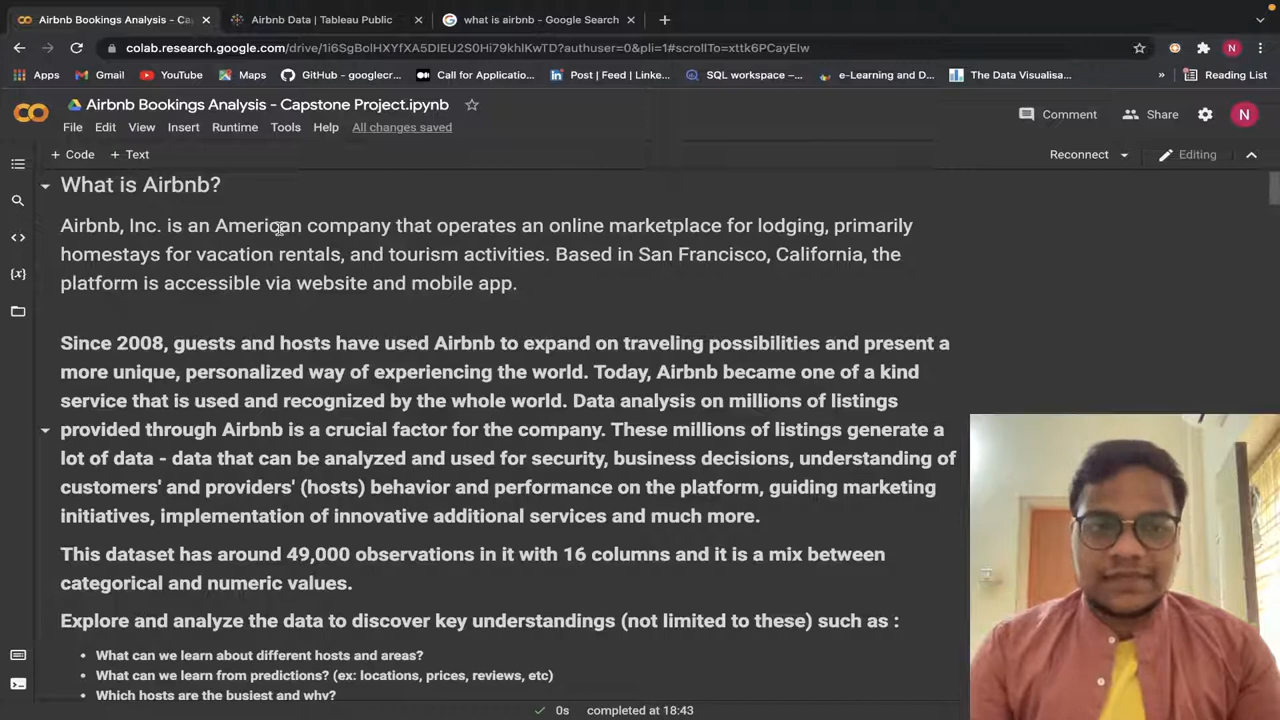 Airbnb Bookings Analysis - Ca
Airbnb Data | Tableau Public
what is airbnb - Google Search
colab.research.google.com/drive/1i6SgBolHXYfXA5DIEU2S0Hi79khlKwTD?authuser=0&pli=1#scrollTo=xttk6PCayElw
N
Apps
Gmail
YouTube
Maps
GitHub - googlecr...
Call for Applicatio...
Post | Feed | Linke...
SQL workspace –...
e-Learning and D...
The Data Visualisa...
»
Reading List
Airbnb Bookings Analysis - Capstone Project.ipynb
Comment
Share
N
File Edit View Insert Runtime Tools Help All changes saved
+ Code + Text
Reconnect
Editing
What is Airbnb?
Airbnb, Inc. is an American company that operates an online marketplace for lodging, primarily
homestays for vacation rentals, and tourism activities. Based in San Francisco, California, the
platform is accessible via website and mobile app.
Since 2008, guests and hosts have used Airbnb to expand on traveling possibilities and present a
more unique, personalized way of experiencing the world. Today, Airbnb became one of a kind
service that is used and recognized by the whole world. Data analysis on millions of listings
provided through Airbnb is a crucial factor for the company. These millions of listings generate a
lot of data - data that can be analyzed and used for security, business decisions, understanding of
customers' and providers' (hosts) behavior and performance on the platform, guiding marketing
initiatives, implementation of innovative additional services and much more.
This dataset has around 49,000 observations in it with 16 columns and it is a mix between
categorical and numeric values.
Explore and analyze the data to discover key understandings (not limited to these) such as :
• What can we learn about different hosts and areas?
• What can we learn from predictions? (ex: locations, prices, reviews, etc)
• Which hosts are the busiest and why?
0s completed at 18:43